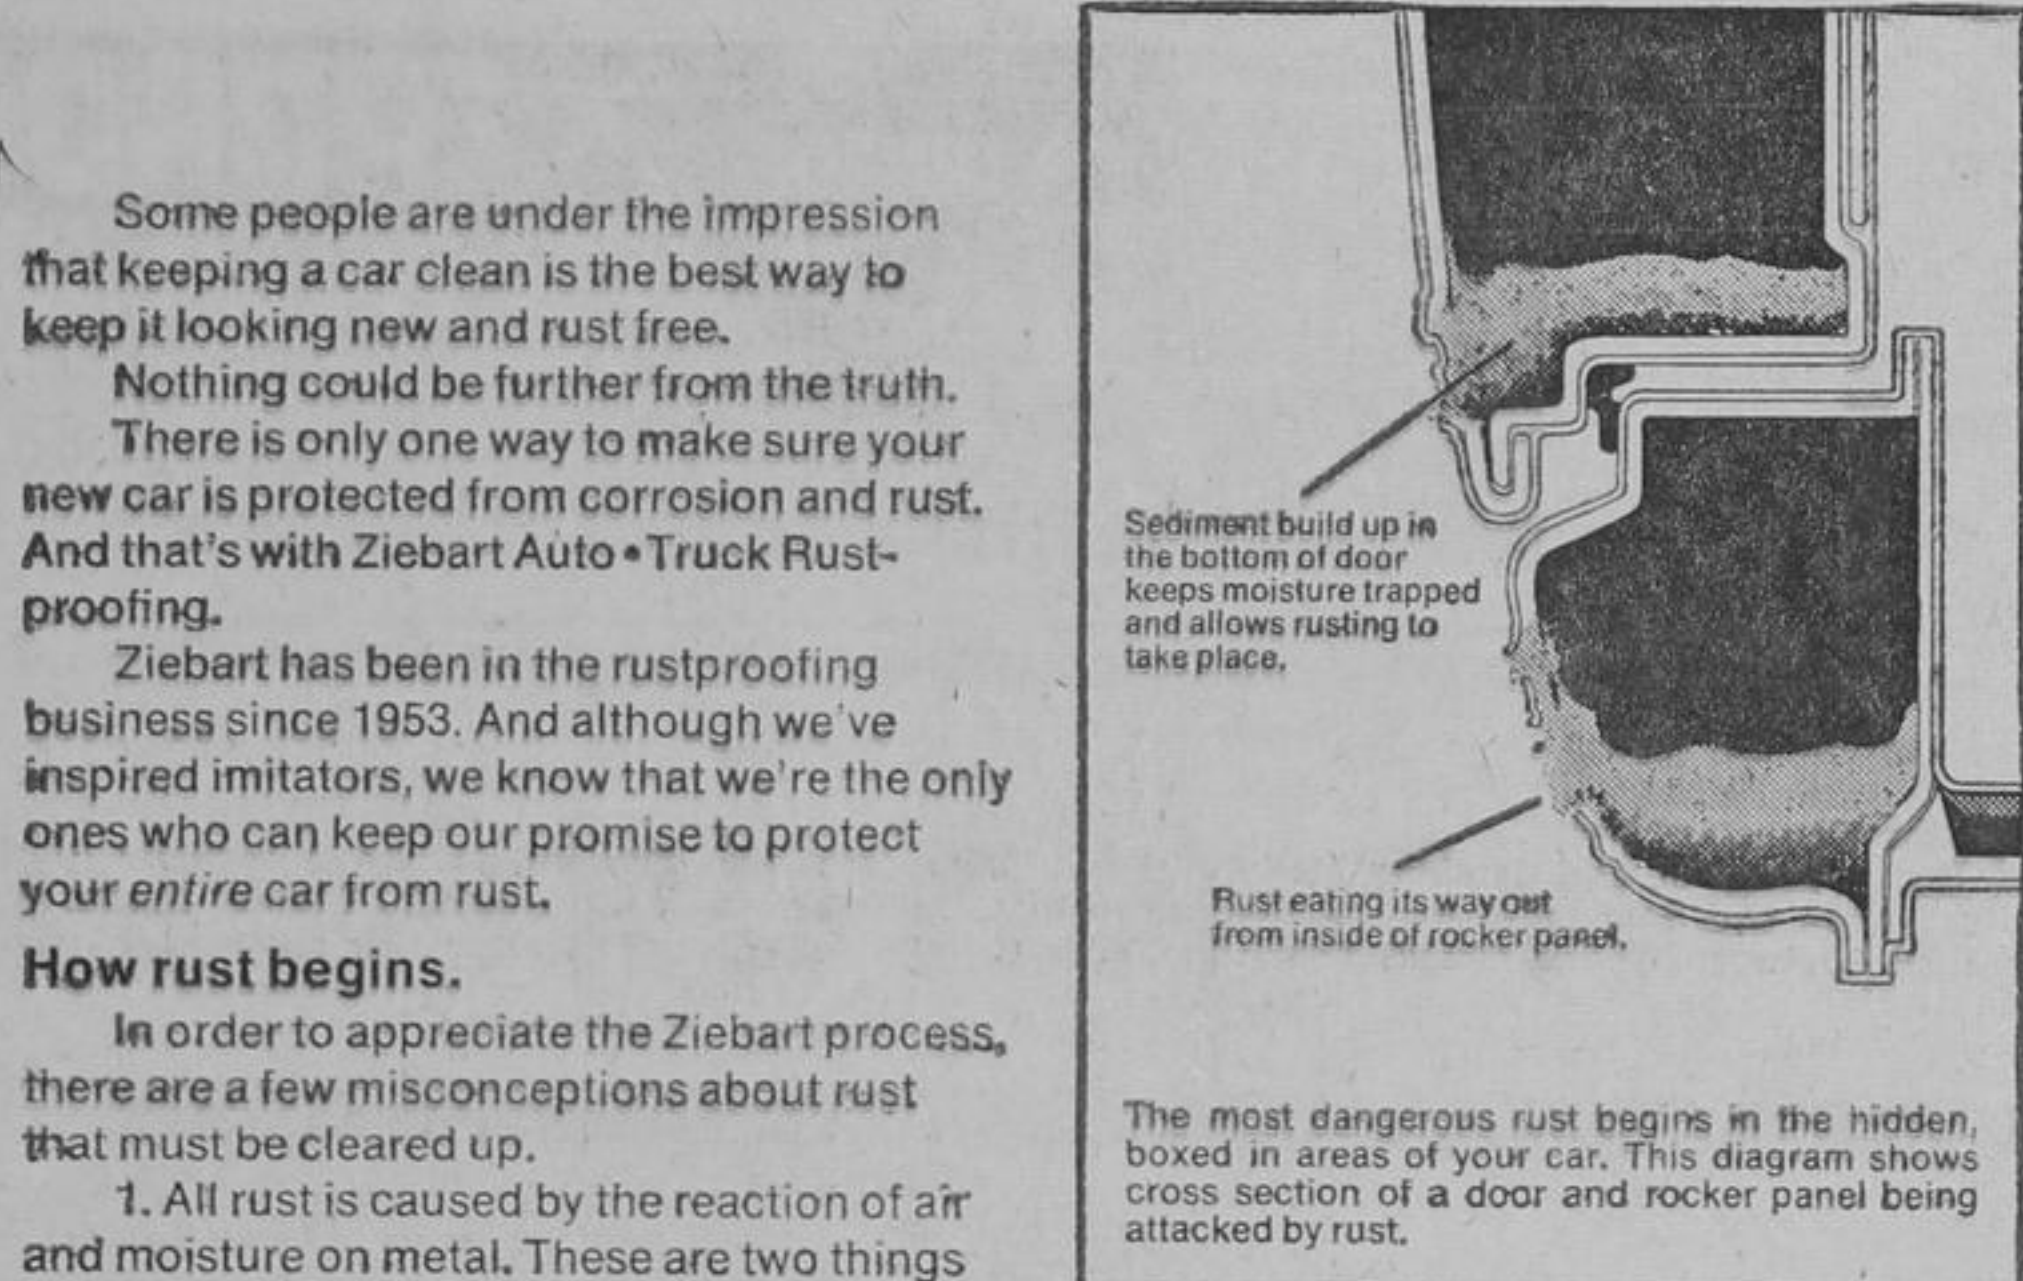 Some people are under the impression
that keeping a car clean is the best way to
keep it looking new and rust free.
Nothing could be further from the truth.
There is only one way to make sure your
new car is protected from corrosion and rust.
And that's with Ziebart Auto•Truck Rust-
proofing.
Ziebart has been in the rustproofing
business since 1953. And although we've
inspired imitators, we know that we're the only
ones who can keep our promise to protect
your entire car from rust.
How rust begins.
In order to appreciate the Ziebart process,
there are a few misconceptions about rust
that must be cleared up.
1. All rust is caused by the reaction of air
and moisture on metal. These are two things
Sediment build up in
the bottom of door
keeps moisture trapped
and allows rusting to
take place.
Rust eating its way out
from inside of rocker panel.
The most dangerous rust begins in the hidden,
boxed in areas of your car. This diagram shows
cross section of a door and rocker panel being
attacked by rust.